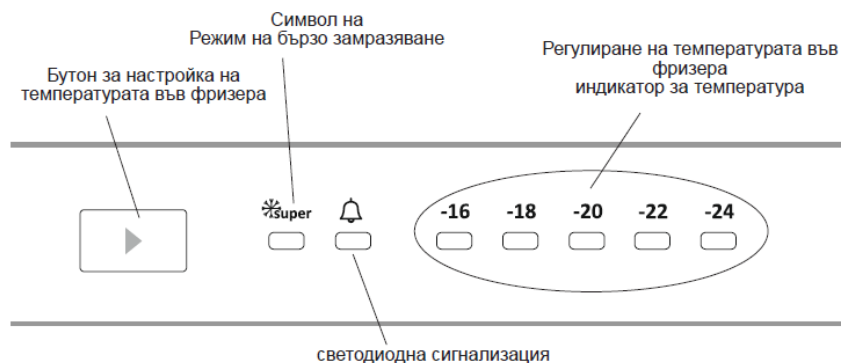 Символ на
Режим на бързо замразяване
Регулиране на температурата във
фризера
индикатор за температура
Бутон за настройка на
температурата във фризера
super
-16 -18 -20 -22 -24
светодиодна сигнализация